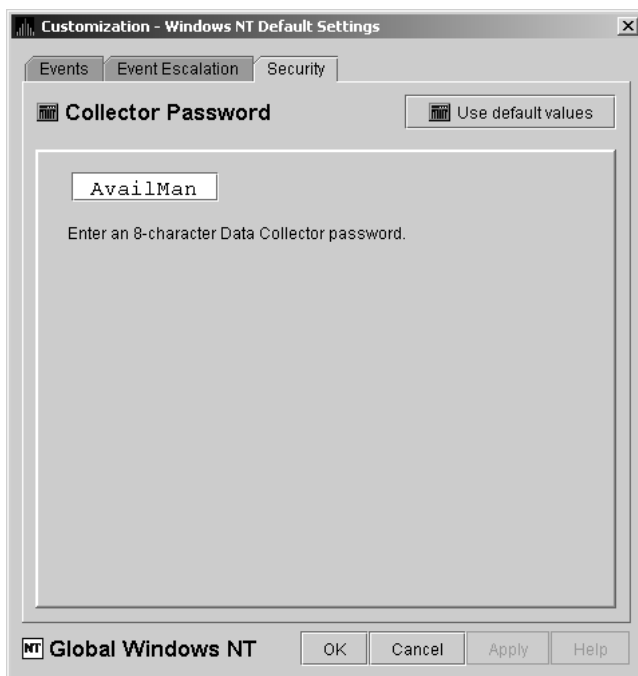 Customization - Windows NT Default Settings
Events Event Escalation Security
Collector Password Use default values
AvailMan
Enter an 8-character Data Collector password.
NT Global Windows NT OK Cancel Apply Help